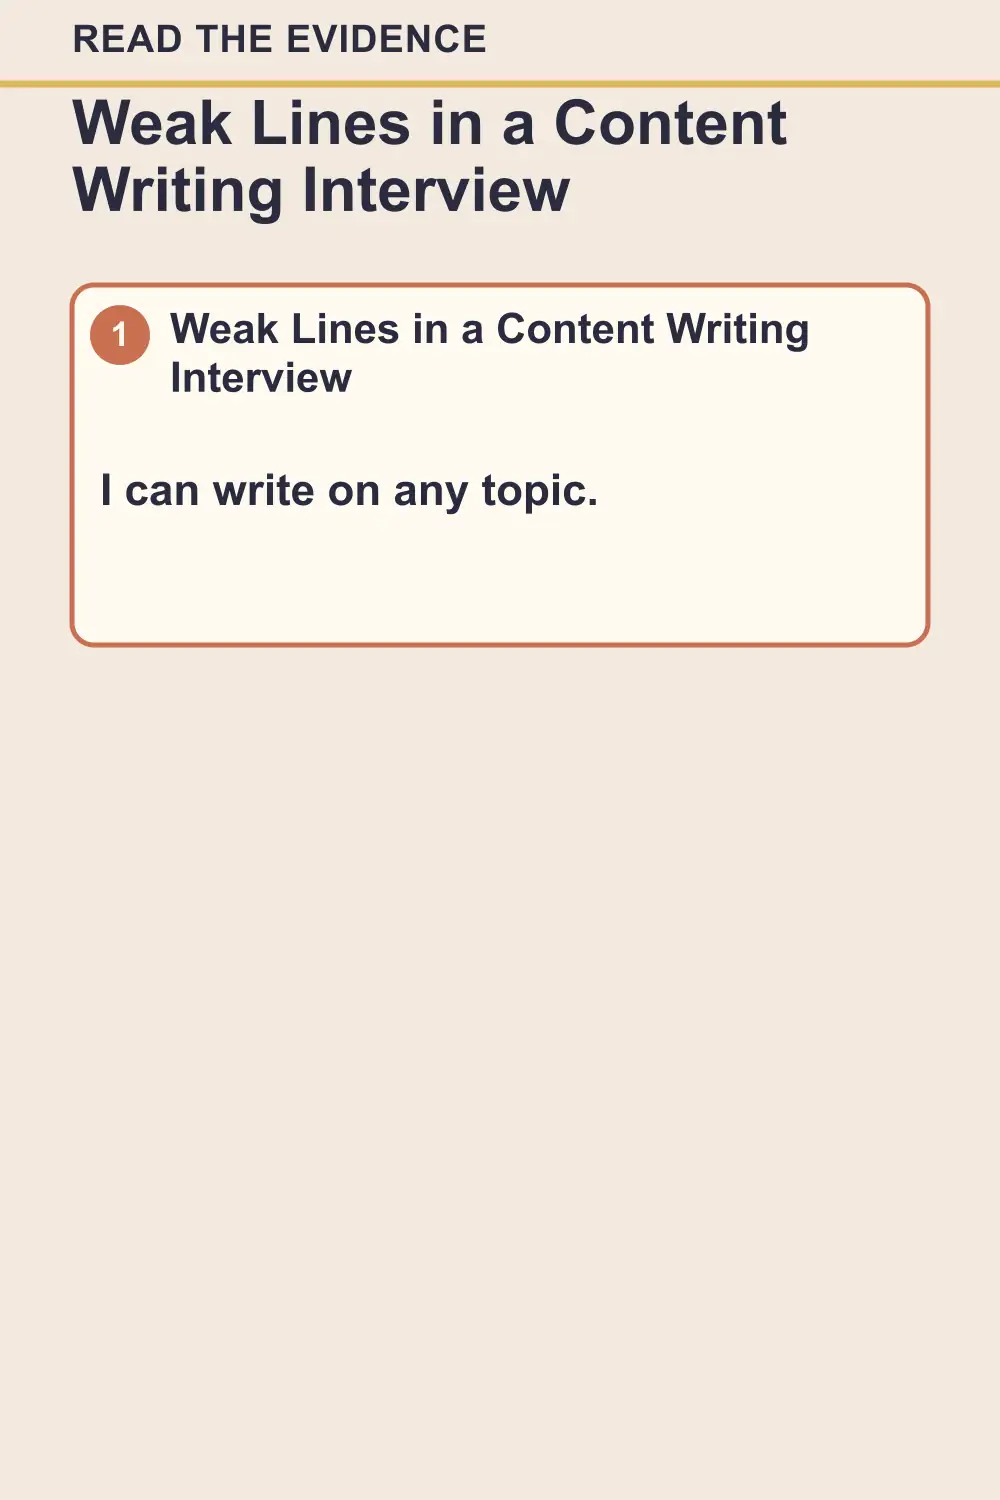 READ THE EVIDENCE
Weak Lines in a Content
Writing Interview
1
Weak Lines in a Content Writing
Interview
I can write on any topic.